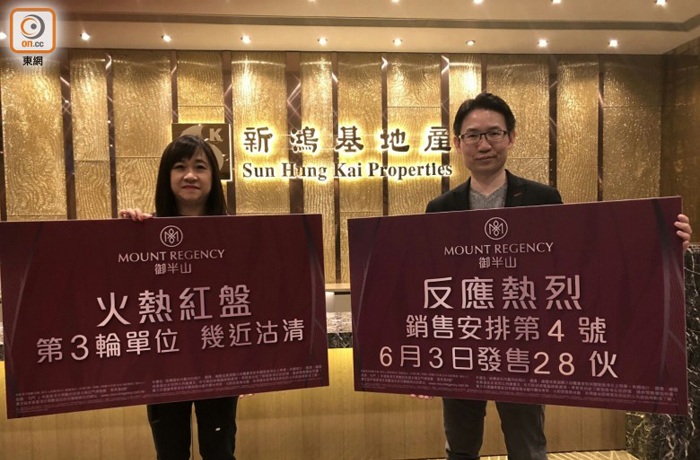 on.cc
東網
K
新鴻基地產
Sun Hung Kai Properties
MOUNT REGENCY
御半山
火熱紅盤
第3輪單位 幾近沽清
MOUNT REGENCY
御半山
反應熱烈
銷售安排第4號
6月3日發售28伙